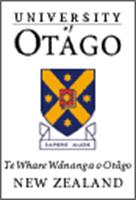 UNIVERSITY
of
OTAGO
SAPERE AUDE
Te Whare Wānanga o Otāgo
NEW ZEALAND